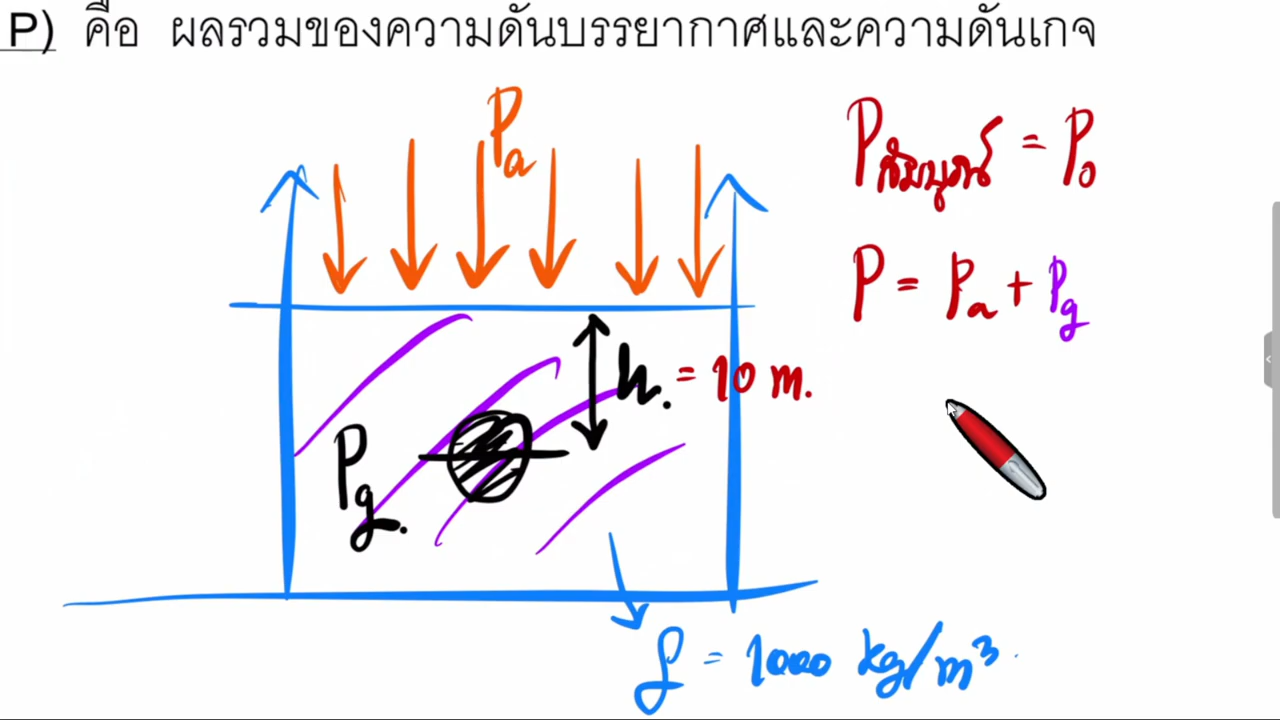 P) คือ ผลรวมของความดันบรรยากาศและความดันเกจ
Pa
Pสัมบูรณ์ = Po
P = Pa + Pg
h. = 10 m.
Pg.
ρ = 1000 kg/m³